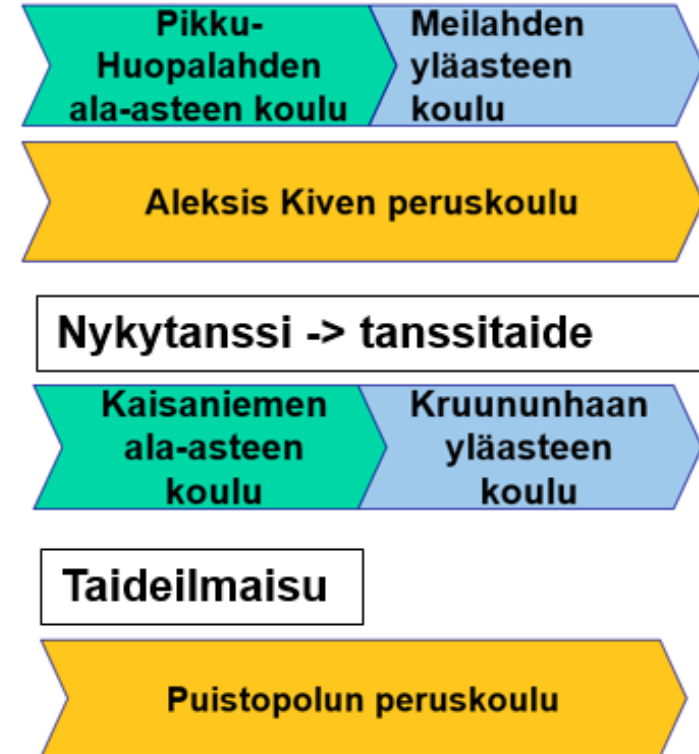 Pikku-
Huopalahden
ala-asteen koulu
Meilahden
yläasteen
koulu
Aleksis Kiven peruskoulu
Nykytanssi -> tanssitaide
Kaisaniemen
ala-asteen
koulu
Kruununhaan
yläasteen
koulu
Taideilmaisu
Puistopolun peruskoulu